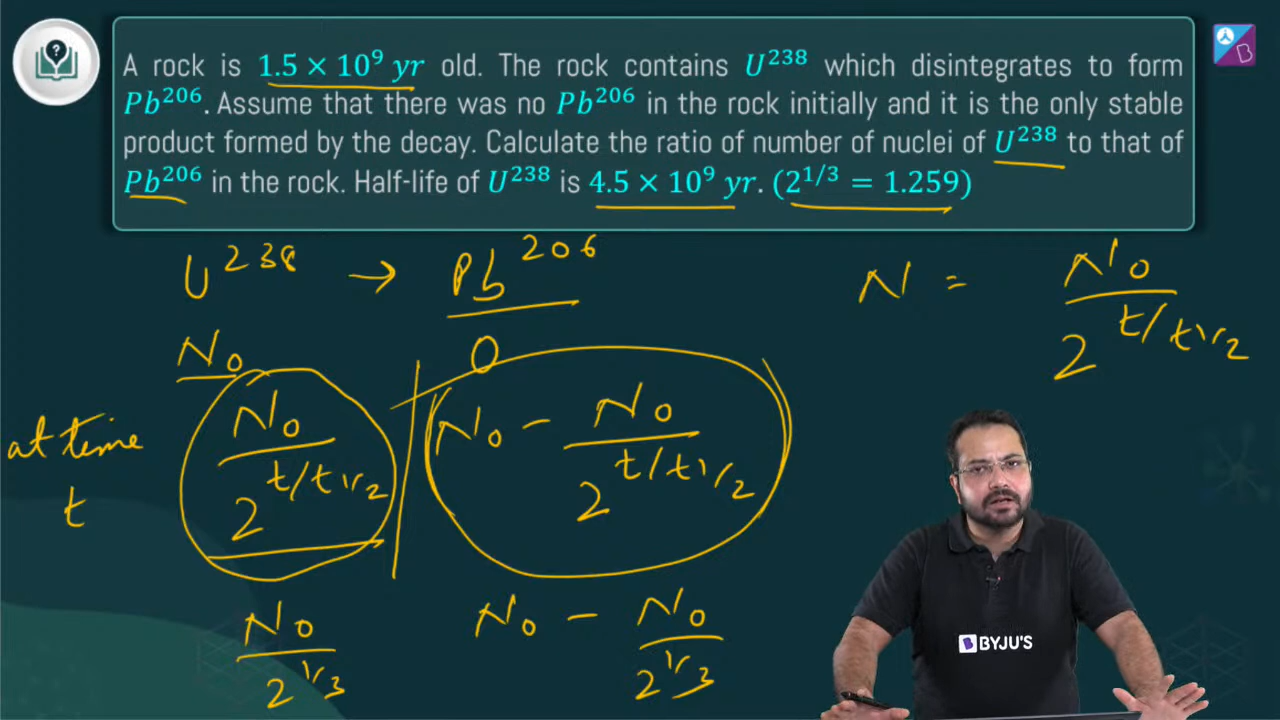 A rock is 1.5 × 10⁹ yr old. The rock contains U²³⁸ which disintegrates to form
Pb²⁰⁶. Assume that there was no Pb²⁰⁶ in the rock initially and it is the only stable
product formed by the decay. Calculate the ratio of number of nuclei of U²³⁸ to that of
Pb²⁰⁶ in the rock. Half-life of U²³⁸ is 4.5 × 10⁹ yr. (2^{1/3} = 1.259)
U²³⁸ → Pb²⁰⁶
N = N₀ / 2^{t/t1/2}
N₀ 0
at time t
N₀ / 2^{t/t1/2} | N₀ − N₀ / 2^{t/t1/2}
N₀ / 2^{1/3} N₀ − N₀ / 2^{1/3}
BYJU'S
B
?